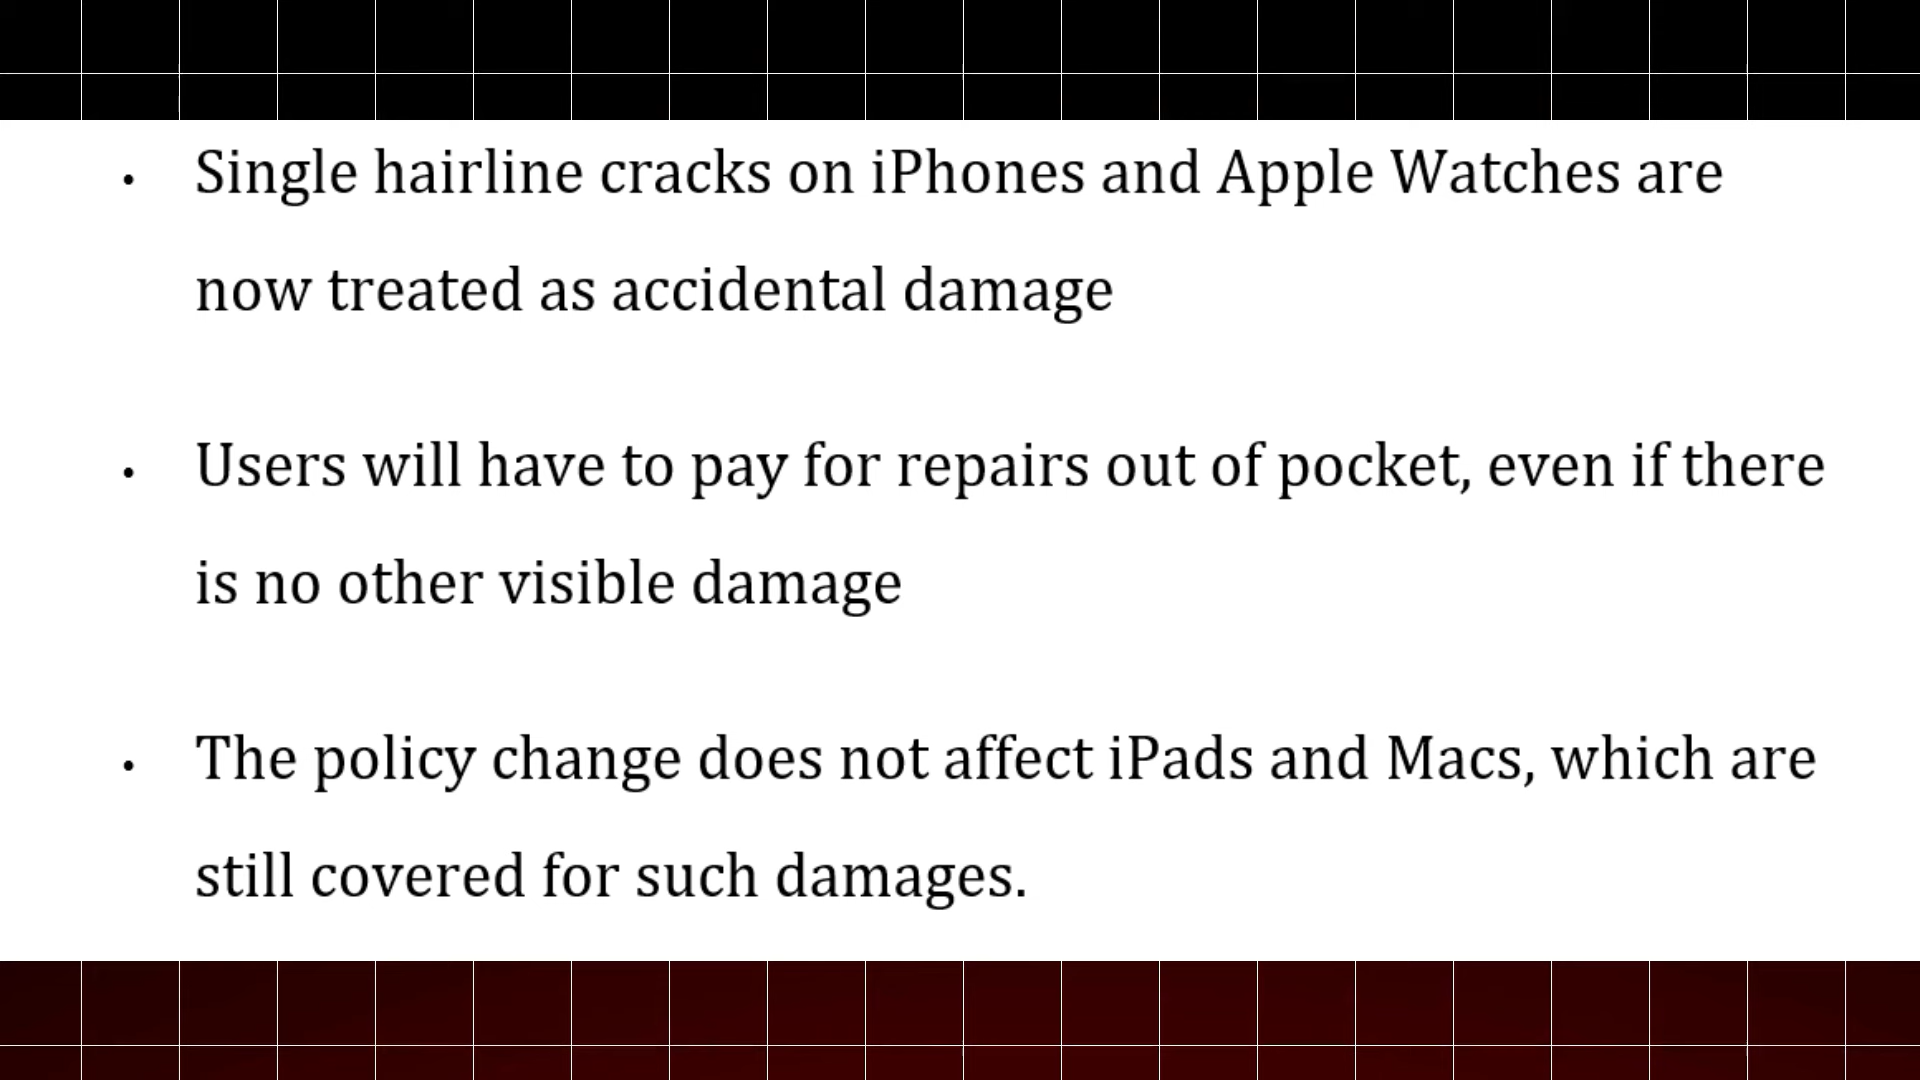 • Single hairline cracks on iPhones and Apple Watches are
now treated as accidental damage
• Users will have to pay for repairs out of pocket, even if there
is no other visible damage
• The policy change does not affect iPads and Macs, which are
still covered for such damages.